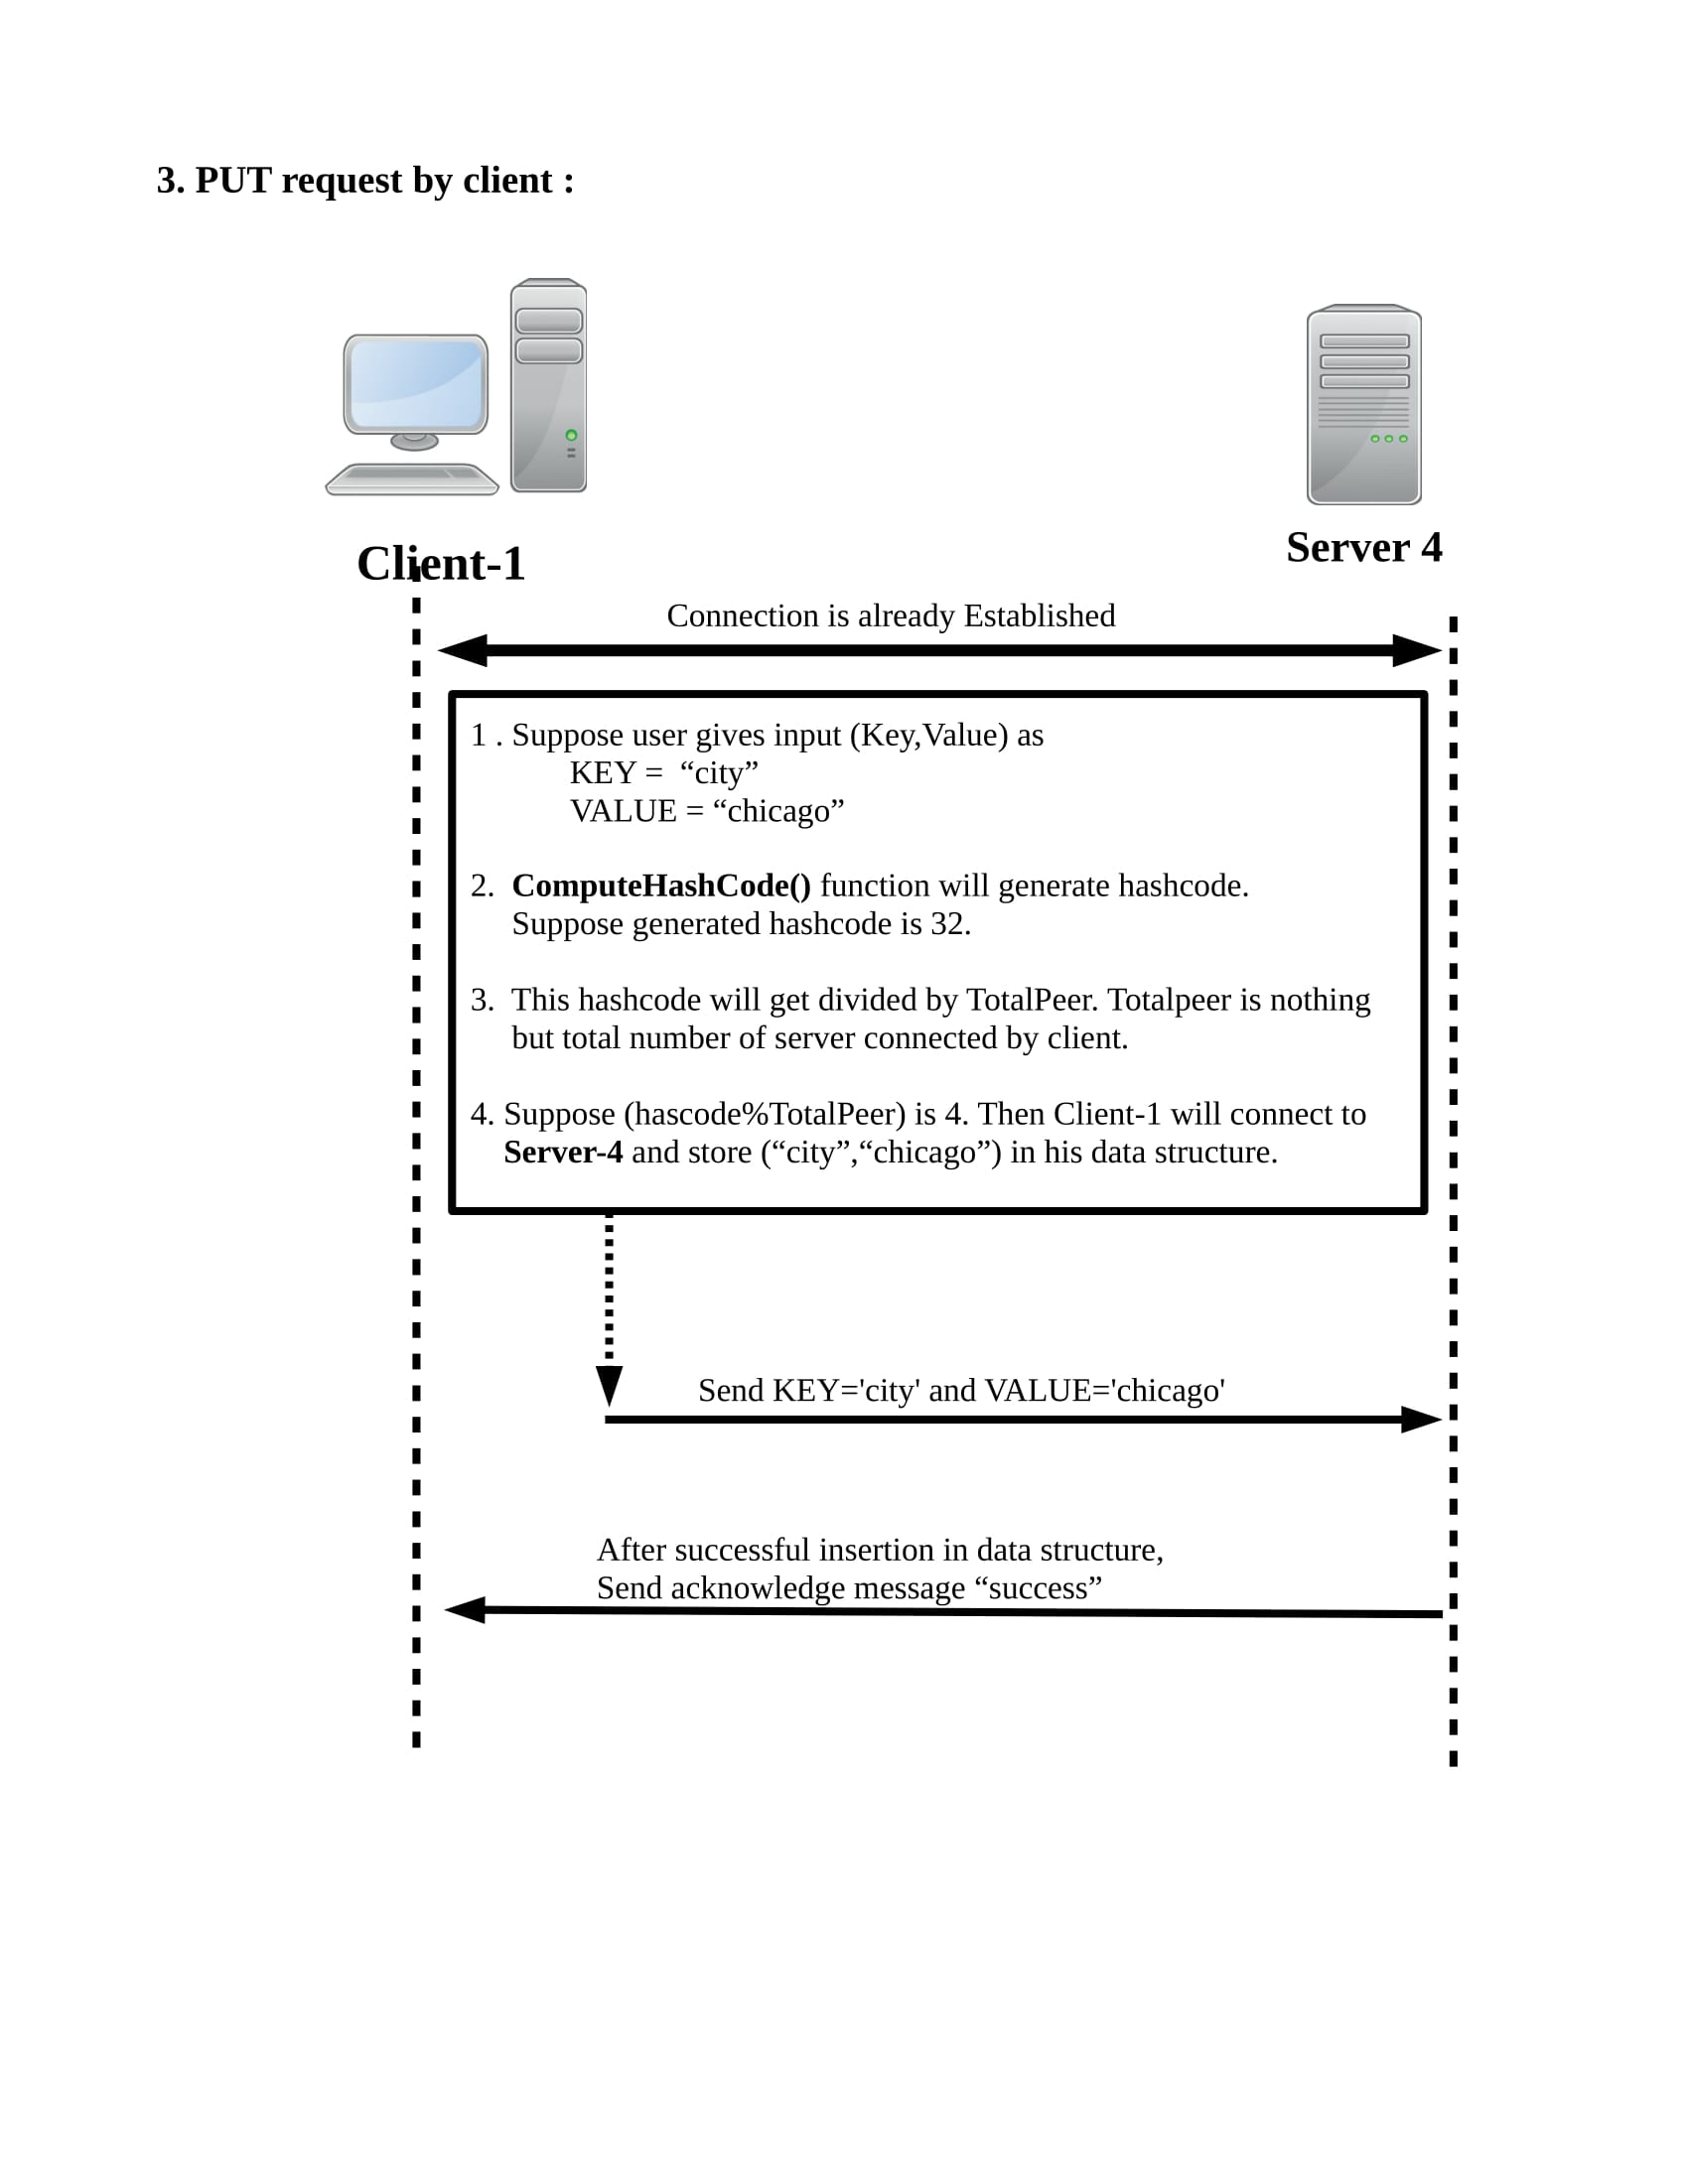 3. PUT request by client :
Client-1
Server 4
Connection is already Established
1 . Suppose user gives input (Key,Value) as
KEY =  “city”
VALUE = “chicago”
2.  ComputeHashCode() function will generate hashcode.
Suppose generated hashcode is 32.
3.  This hashcode will get divided by TotalPeer. Totalpeer is nothing
but total number of server connected by client.
4. Suppose (hascode%TotalPeer) is 4. Then Client-1 will connect to
Server-4 and store (“city”,“chicago”) in his data structure.
Send KEY='city' and VALUE='chicago'
After successful insertion in data structure,
Send acknowledge message “success”